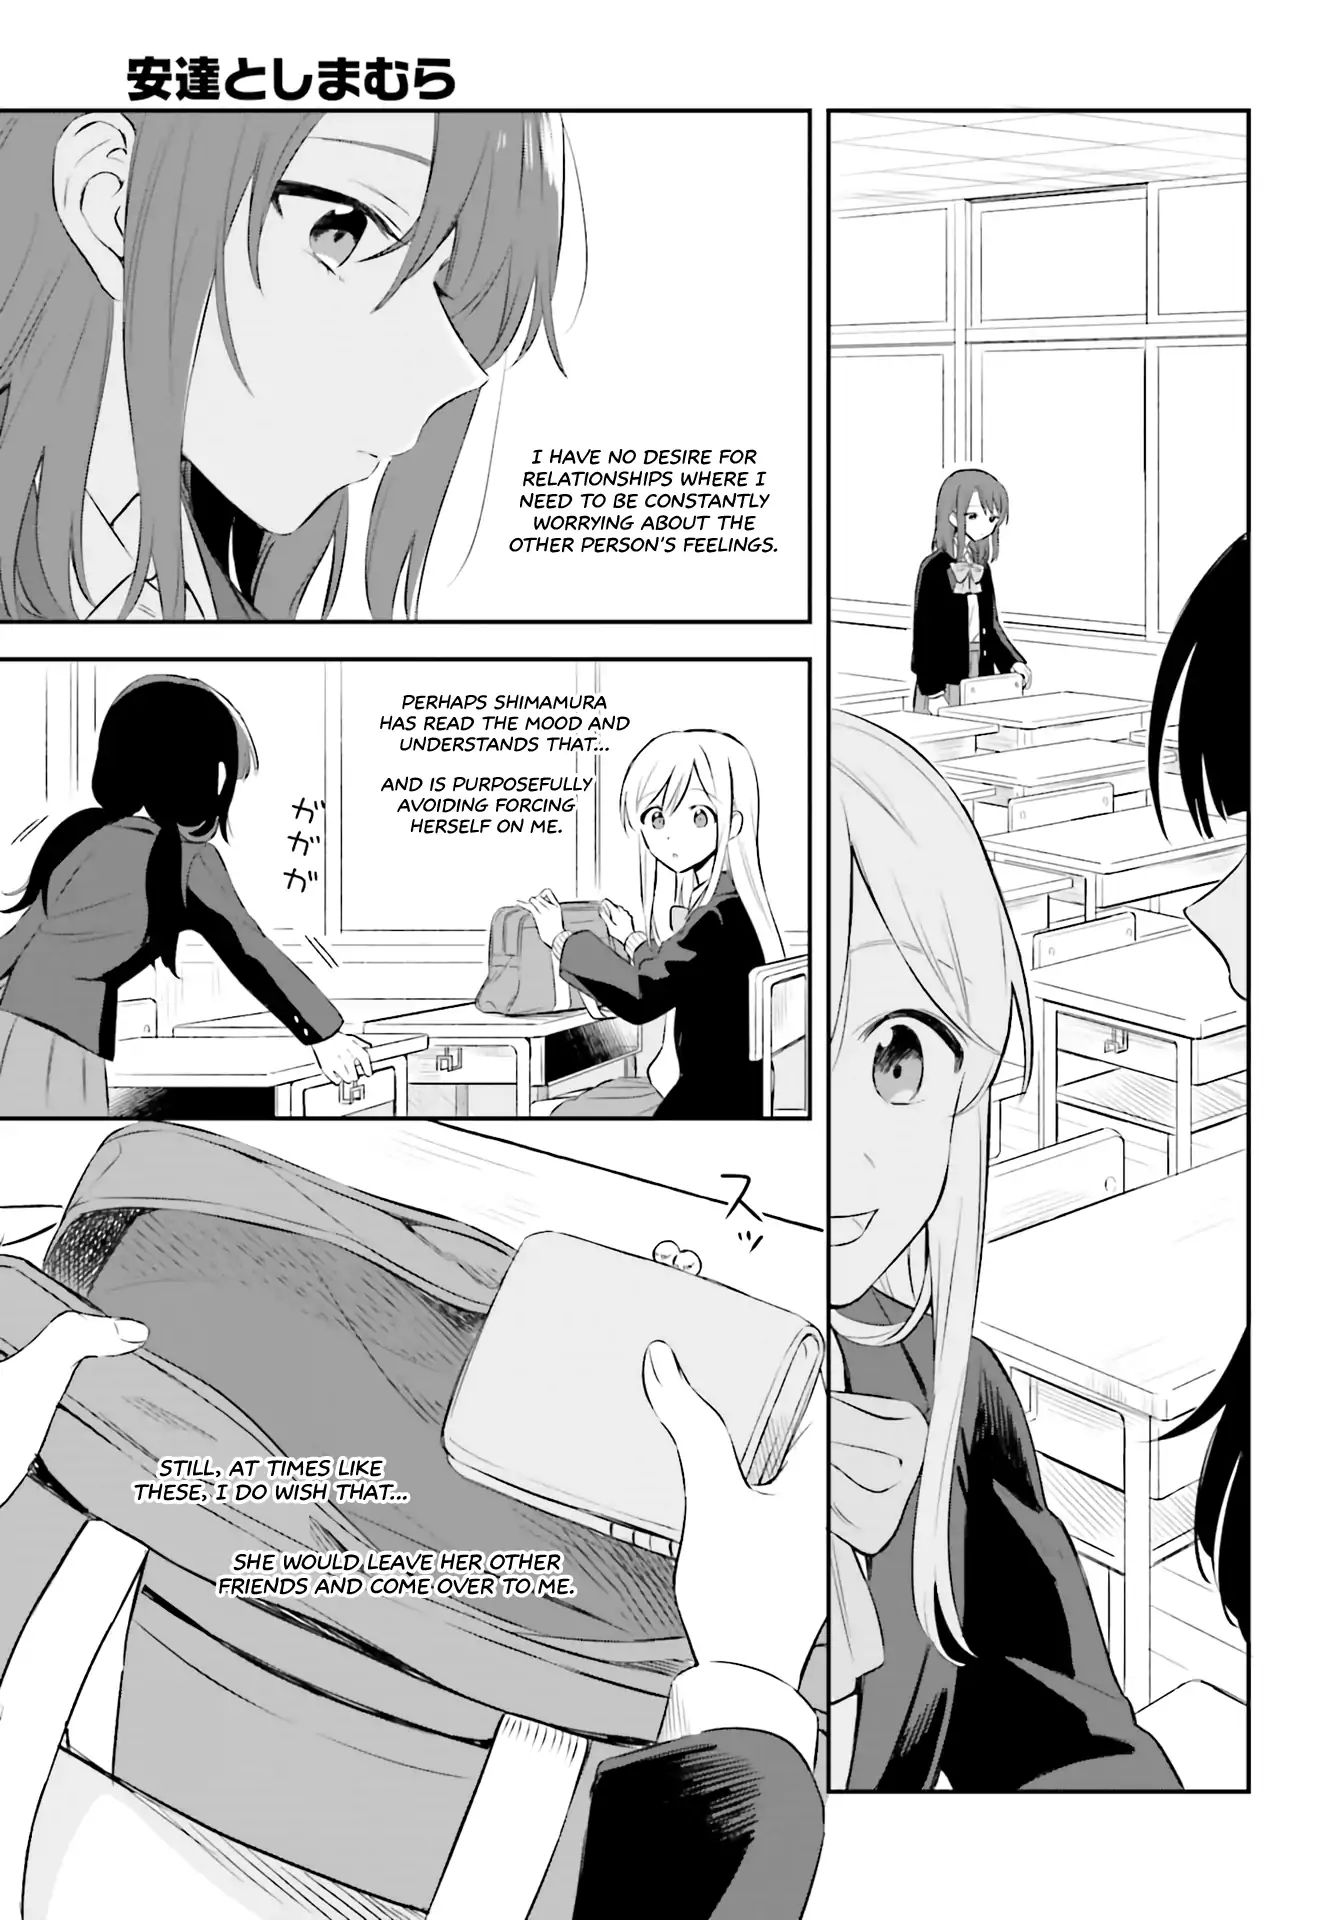 安達としまむら
I HAVE NO DESIRE FOR
RELATIONSHIPS WHERE I
NEED TO BE CONSTANTLY
WORRYING ABOUT THE
OTHER PERSON'S FEELINGS.
PERHAPS SHIMAMURA
HAS READ THE MOOD AND
UNDERSTANDS THAT...
AND IS PURPOSEFULLY
AVOIDING FORCING
HERSELF ON ME.
ガガガ
スッ
STILL, AT TIMES LIKE
THESE, I DO WISH THAT...
SHE WOULD LEAVE HER OTHER
FRIENDS AND COME OVER TO ME.